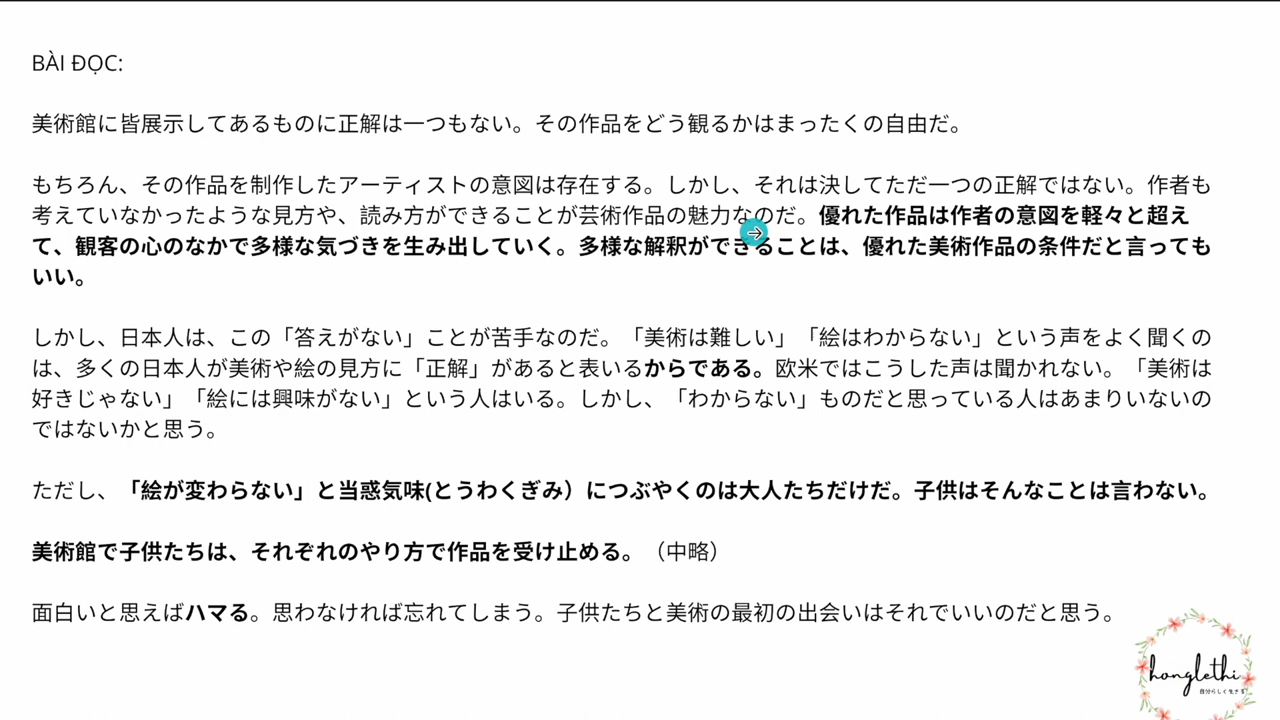 BÀI ĐỌC:
美術館に皆展示してあるものに正解は一つもない。その作品をどう観るかはまったくの自由だ。
もちろん、その作品を制作したアーティストの意図は存在する。しかし、それは決してただ一つの正解ではない。作者も
考えていなかったような見方や、読み方ができることが芸術作品の魅力なのだ。優れた作品は作者の意図を軽々と超え
て、観客の心のなかで多様な気づきを生み出していく。多様な解釈ができることは、優れた美術作品の条件だと言っても
いい。
しかし、日本人は、この「答えがない」ことが苦手なのだ。「美術は難しい」「絵はわからない」という声をよく聞くの
は、多くの日本人が美術や絵の見方に「正解」があると表いるからである。欧米ではこうした声は聞かれない。「美術は
好きじゃない」「絵には興味がない」という人はいる。しかし、「わからない」ものだと思っている人はあまりいないの
ではないかと思う。
ただし、「絵が変わらない」と当惑気味(とうわくぎみ）につぶやくのは大人たちだけだ。子供はそんなことは言わない。
美術館で子供たちは、それぞれのやり方で作品を受け止める。（中略）
面白いと思えばハマる。思わなければ忘れてしまう。子供たちと美術の最初の出会いはそれでいいのだと思う。
honglethi
自分らしく生きる